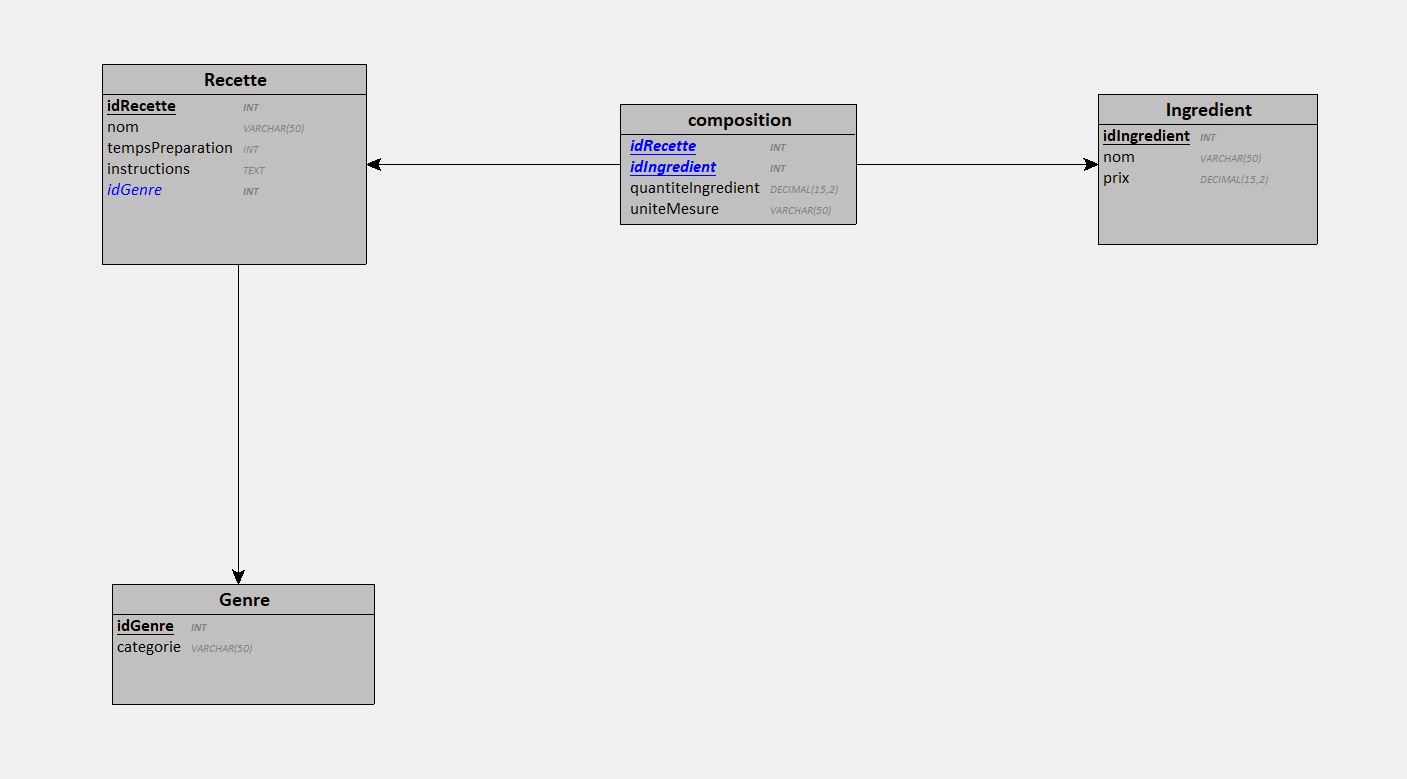 Recette
idRecette INT
nom VARCHAR(50)
tempsPreparation INT
instructions TEXT
idGenre INT
composition
idRecette INT
idIngredient INT
quantiteIngredient DECIMAL(15,2)
uniteMesure VARCHAR(50)
Ingredient
idIngredient INT
nom VARCHAR(50)
prix DECIMAL(15,2)
Genre
idGenre INT
categorie VARCHAR(50)